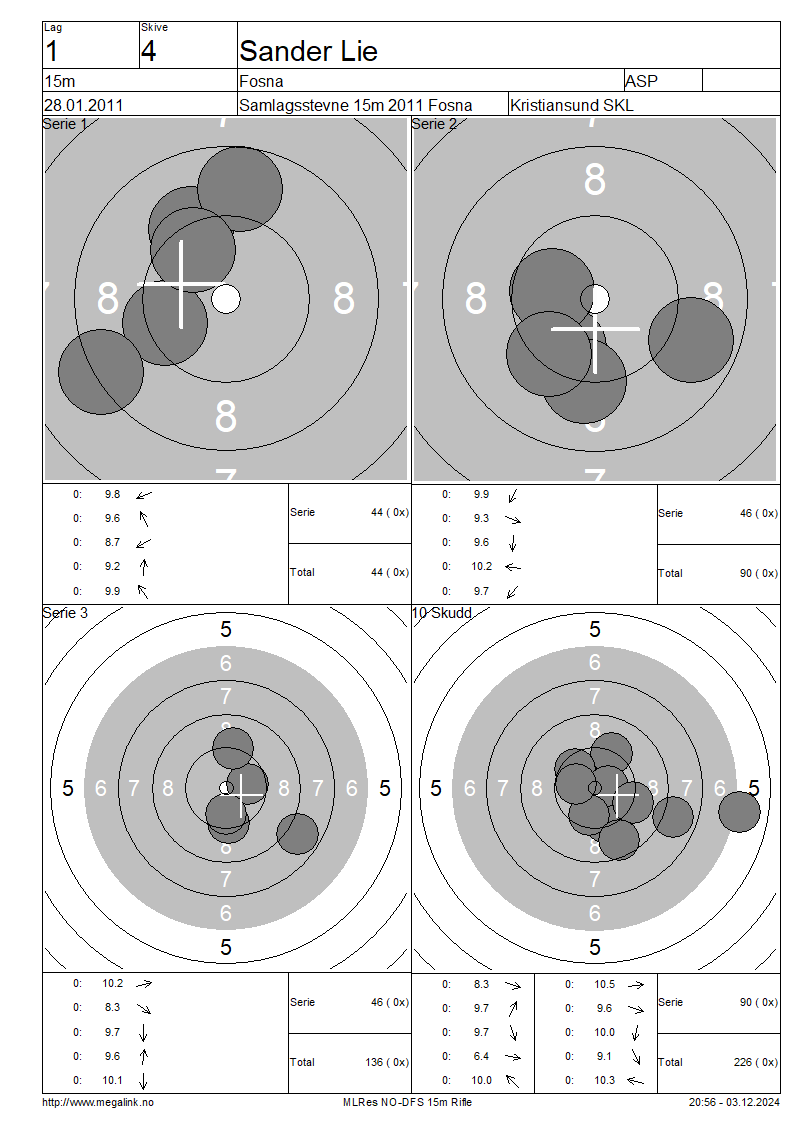 Lag
Skive
1
4
Sander Lie
15m
Fosna
ASP
28.01.2011
Samlagsstevne 15m 2011 Fosna
Kristiansund SKL
Serie 1
7
7 8 8 7
8
7
Serie 2
7
8
7 8 8 7
8
7
0: 9.8
0: 9.6
0: 8.7
0: 9.2
0: 9.9
Serie 44 ( 0x)
Total 44 ( 0x)
0: 9.9
0: 9.3
0: 9.6
0: 10.2
0: 9.7
Serie 46 ( 0x)
Total 90 ( 0x)
Serie 3
5
6
7
8
5 6 7 8 8 7 6 5
8
7
6
5
10 Skudd
5
6
7
8
5 6 7 8 8 7 6 5
8
7
6
5
0: 10.2
0: 8.3
0: 9.7
0: 9.6
0: 10.1
Serie 46 ( 0x)
Total 136 ( 0x)
0: 8.3 0: 10.5
0: 9.7 0: 9.6
0: 9.7 0: 10.0
0: 6.4 0: 9.1
0: 10.0 0: 10.3
Serie 90 ( 0x)
Total 226 ( 0x)
http://www.megalink.no
MLRes NO-DFS 15m Rifle
20:56 - 03.12.2024